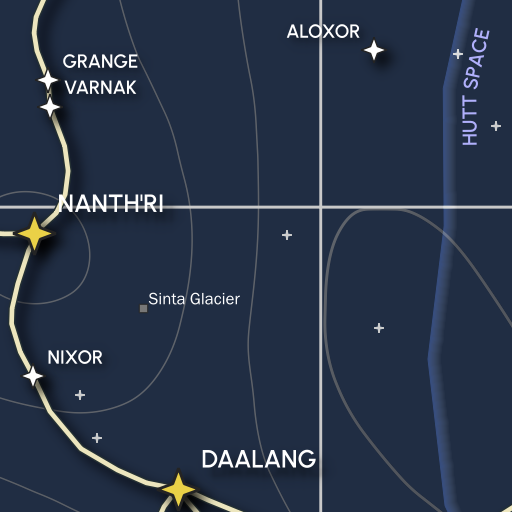 ALOXOR
HUTT SPACE
GRANGE
VARNAK
NANTH'RI
Sinta Glacier
NIXOR
DAALANG